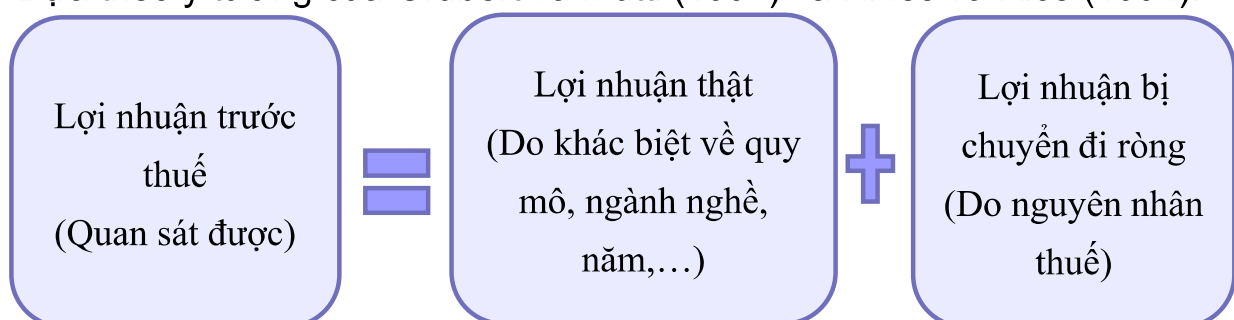 Lợi nhuận trước
thuế
(Quan sát được)
Lợi nhuận thật
(Do khác biệt về quy
mô, ngành nghề,
năm,…)
Lợi nhuận bị
chuyển đi ròng
(Do nguyên nhân
thuế)